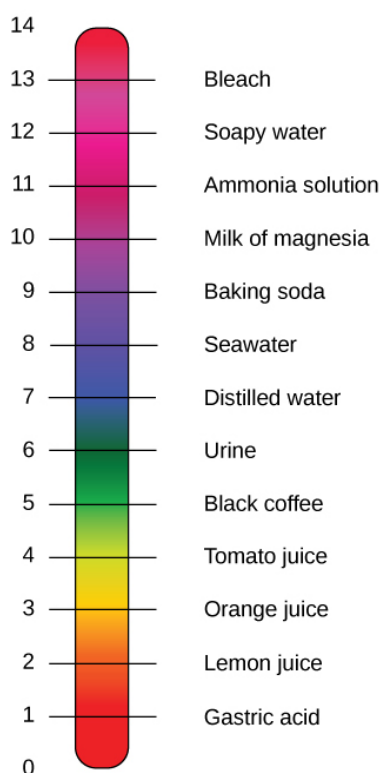 14
13 Bleach
12 Soapy water
11 Ammonia solution
10 Milk of magnesia
9 Baking soda
8 Seawater
7 Distilled water
6 Urine
5 Black coffee
4 Tomato juice
3 Orange juice
2 Lemon juice
1 Gastric acid
0